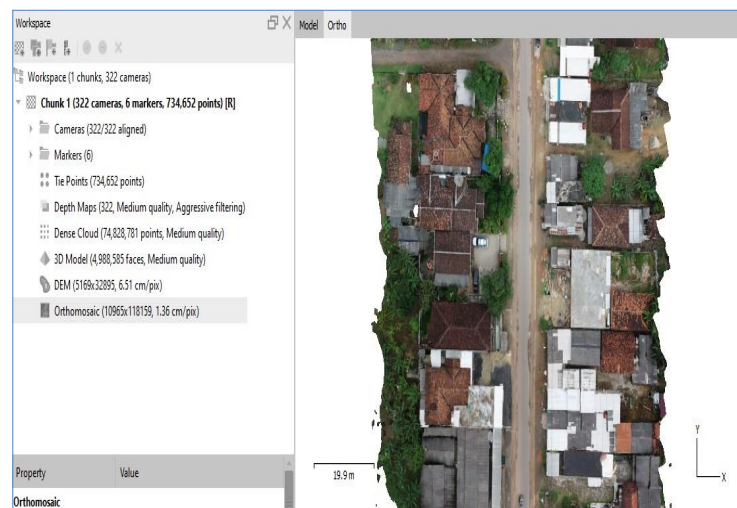 Workspace
Workspace (1 chunks, 322 cameras)
Chunk 1 (322 cameras, 6 markers, 734,652 points) [R]
Cameras (322/322 aligned)
Markers (6)
Tie Points (734,652 points)
Depth Maps (322, Medium quality, Aggressive filtering)
Dense Cloud (74,828,781 points, Medium quality)
3D Model (4,988,585 faces, Medium quality)
DEM (5169x32895, 6.51 cm/pix)
Orthomosaic (10965x118159, 1.36 cm/pix)
Property Value
Orthomosaic
Model Ortho
19.9 m
Y
X